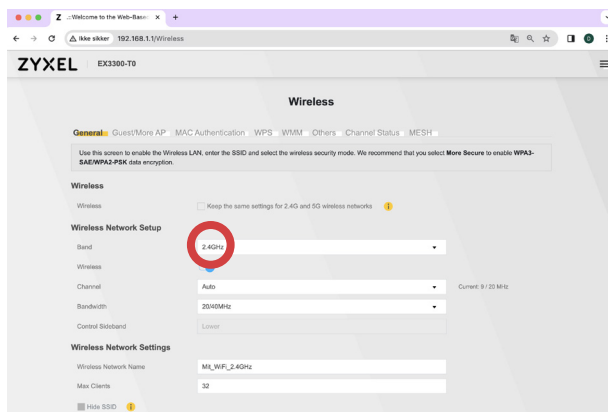 Z .::Welcome to the Web-Base
Ikke sikker 192.168.1.1/Wireless
ZYXEL EX3300-T0
Wireless
General Guest/More AP MAC Authentication WPS WMM Others Channel Status MESH
Use this screen to enable the Wireless LAN, enter the SSID and select the wireless security mode. We recommend that you select More Secure to enable WPA3-
SAE/WPA2-PSK data encryption.
Wireless
Wireless Keep the same settings for 2.4G and 5G wireless networks
Wireless Network Setup
Band 2.4GHz
Wireless
Channel Auto Current: 9 / 20 MHz
Bandwidth 20/40MHz
Control Sideband Lower
Wireless Network Settings
Wireless Network Name Mit_WiFi_2.4GHz
Max Clients 32
Hide SSID